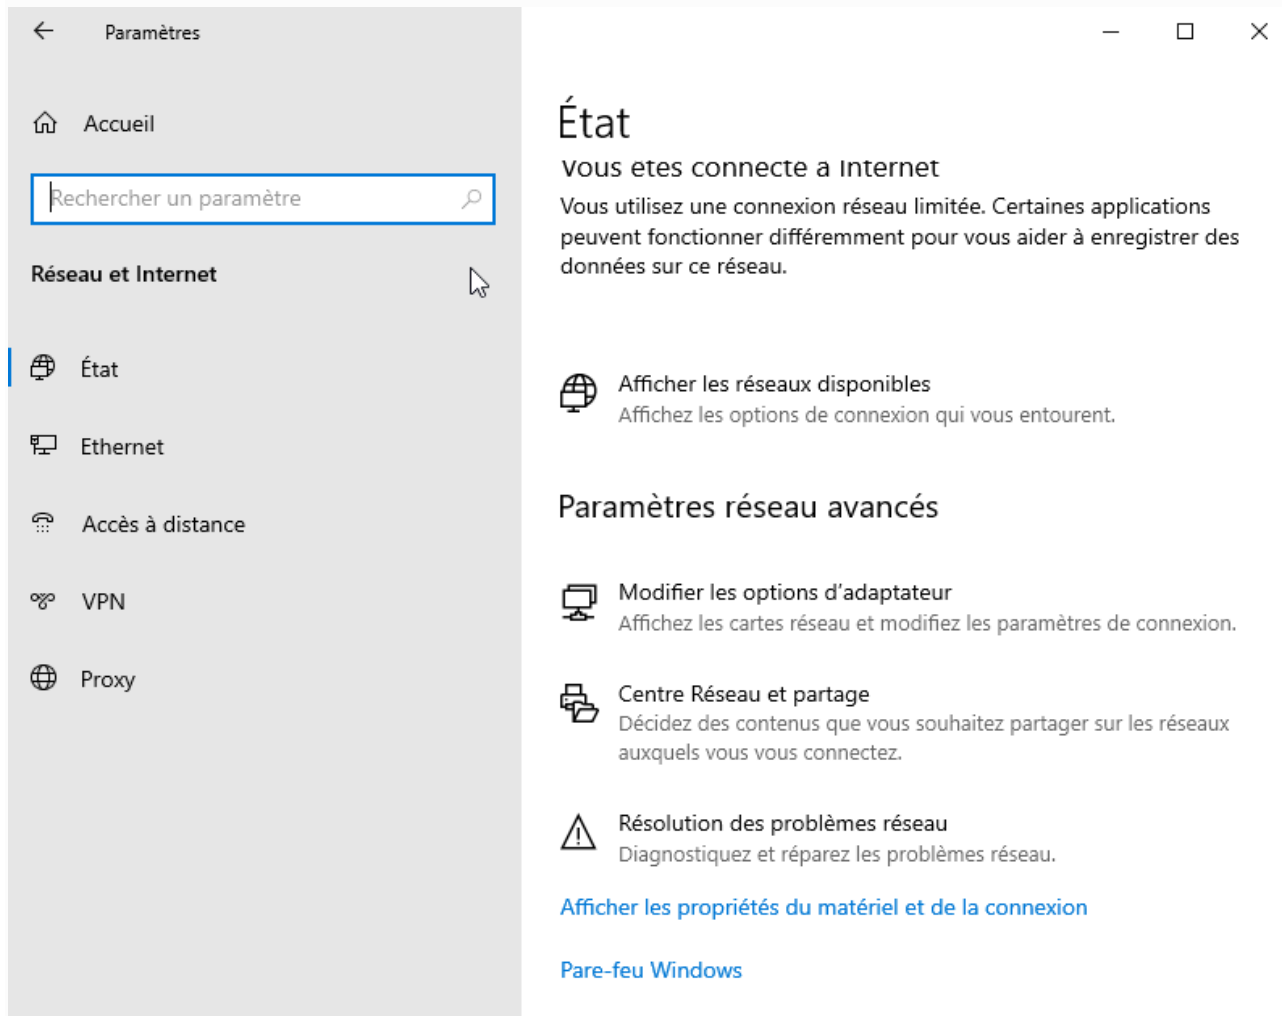 Paramètres
Accueil
Rechercher un paramètre
Réseau et Internet
État
Ethernet
Accès à distance
VPN
Proxy
État
Vous êtes connecté à Internet
Vous utilisez une connexion réseau limitée. Certaines applications
peuvent fonctionner différemment pour vous aider à enregistrer des
données sur ce réseau.
Afficher les réseaux disponibles
Affichez les options de connexion qui vous entourent.
Paramètres réseau avancés
Modifier les options d’adaptateur
Affichez les cartes réseau et modifiez les paramètres de connexion.
Centre Réseau et partage
Décidez des contenus que vous souhaitez partager sur les réseaux
auxquels vous vous connectez.
Résolution des problèmes réseau
Diagnostiquez et réparez les problèmes réseau.
Afficher les propriétés du matériel et de la connexion
Pare-feu Windows